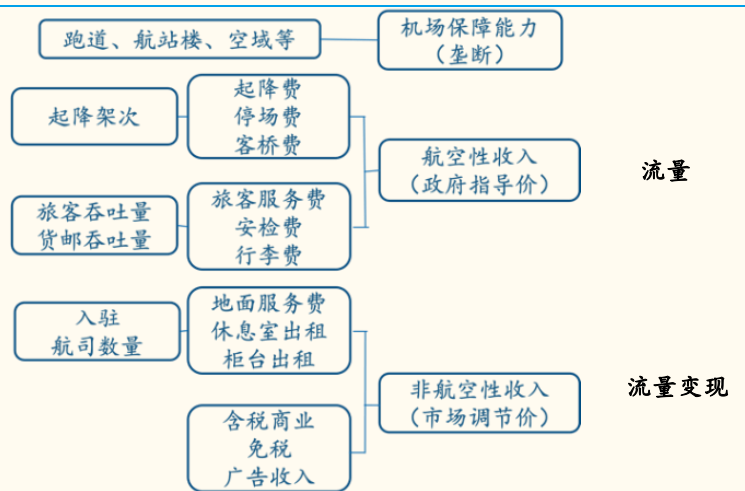 跑道、航站楼、空域等
机场保障能力
（垄断）
起降架次
起降费
停场费
客桥费
航空性收入
（政府指导价）
流量
旅客吞吐量
货邮吞吐量
旅客服务费
安检费
行李费
入驻
航司数量
地面服务费
休息室出租
柜台出租
非航空性收入
（市场调节价）
流量变现
含税商业
免税
广告收入